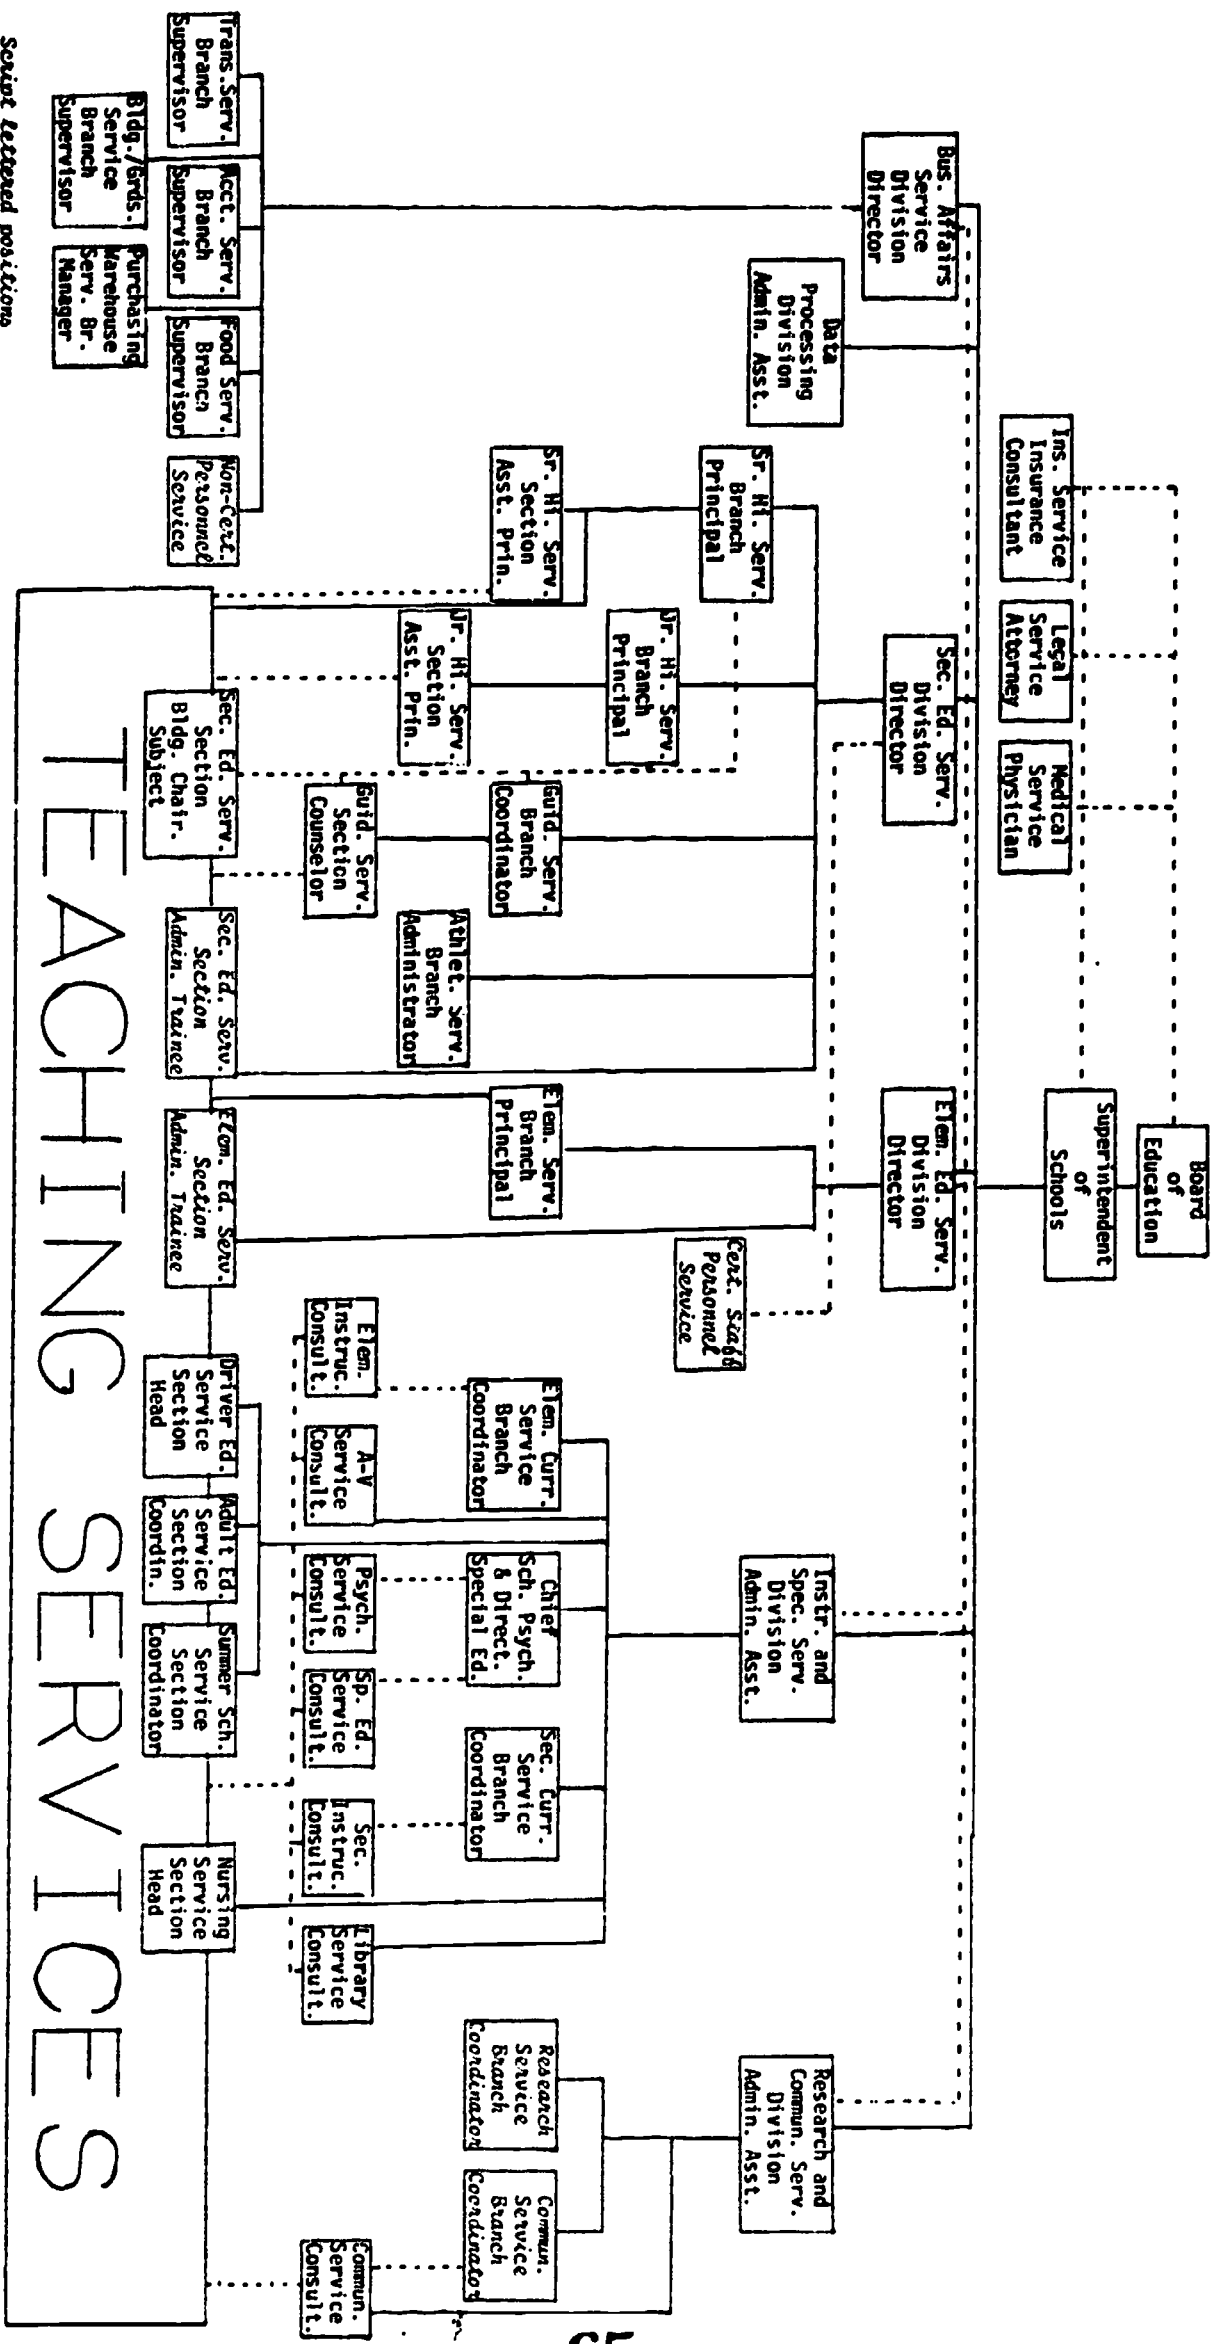 Board
of
Education
Superintendent
of
Schools
Ins. Service
Insurance
Consultant
Legal
Service
Attorney
Medical
Service
Physician
Bus. Affairs
Service
Division
Director
Data
Processing
Division
Admin. Asst.
Sec. Ed. Serv.
Division
Director
Elem. Ed. Serv.
Division
Director
Instr. and
Spec. Serv.
Division
Admin. Asst.
Research and
Commun. Serv.
Division
Admin. Asst.
Cert. Staff
Personnel
Service
Sr. Hi. Serv.
Branch
Principal
Jr. Hi. Serv.
Branch
Principal
Sr. Hi. Serv.
Section
Asst. Prin.
Guid. Serv.
Branch
Coordinator
Elem. Serv.
Branch
Principal
Elem. Curr.
Service
Branch
Coordinator
Chief
Sch. Psych.
& Direct.
Special Ed.
Sec. Curr.
Service
Branch
Coordinator
Research
Service
Branch
Coordinator
Commun.
Service
Branch
Coordinator
Jr. Hi. Serv.
Section
Asst. Prin.
Athlet. Serv.
Branch
Administrator
Guid. Serv.
Section
Counselor
Elem.
Instruc.
Consult.
A-V
Service
Consult.
Psych.
Service
Consult.
Sp. Ed.
Service
Consult.
Sec.
Instruc.
Consult.
Library
Service
Consult.
Commun.
Service
Consult.
Trans. Serv.
Branch
Supervisor
Acct. Serv.
Branch
Supervisor
Food Serv.
Branch
Supervisor
Non-Cert.
Personnel
Service
Bldg./Grds.
Service
Branch
Supervisor
Purchasing
Warehouse
Serv. Br.
Manager
Sec. Ed. Serv.
Section
Bldg. Chair.
Subject
Sec. Ed. Serv.
Section
Admin. Trainee
Elem. Ed. Serv.
Section
Admin. Trainee
Driver Ed.
Service
Section
Head
Adult Ed.
Service
Section
Coordin.
Summer Sch.
Service
Section
Coordinator
Nursing
Service
Section
Head
TEACHING SERVICES
Script lettered positions